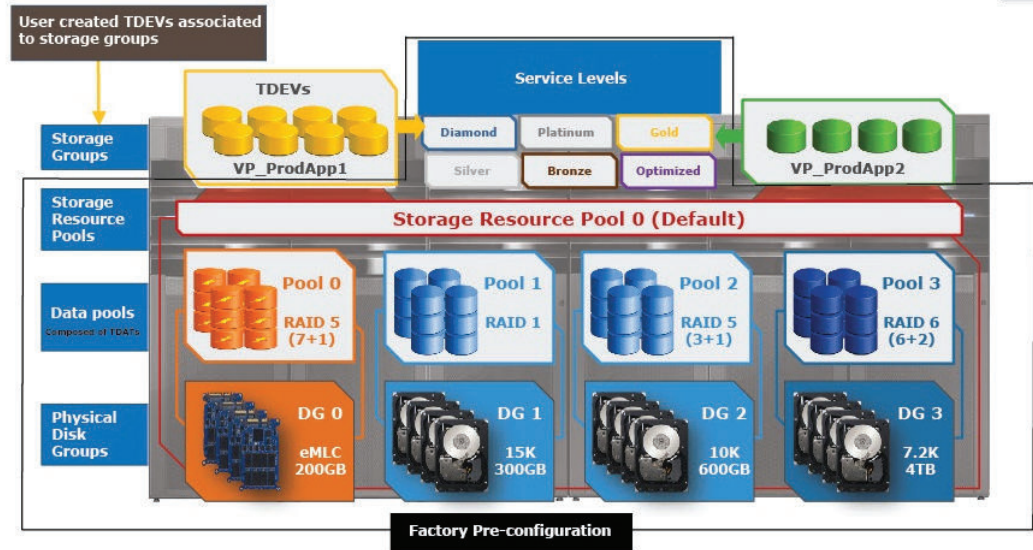 User created TDEVs associated
to storage groups
Service Levels
TDEVs
VP_ProdApp1
Diamond
Platinum
Gold
Silver
Bronze
Optimized
VP_ProdApp2
Storage
Groups
Storage
Resource
Pools
Storage Resource Pool 0 (Default)
Data pools
Composed of TDATs
Pool 0
RAID 5
(7+1)
Pool 1
RAID 1
Pool 2
RAID 5
(3+1)
Pool 3
RAID 6
(6+2)
Physical
Disk
Groups
DG 0
eMLC
200GB
DG 1
15K
300GB
DG 2
10K
600GB
DG 3
7.2K
4TB
Factory Pre-configuration